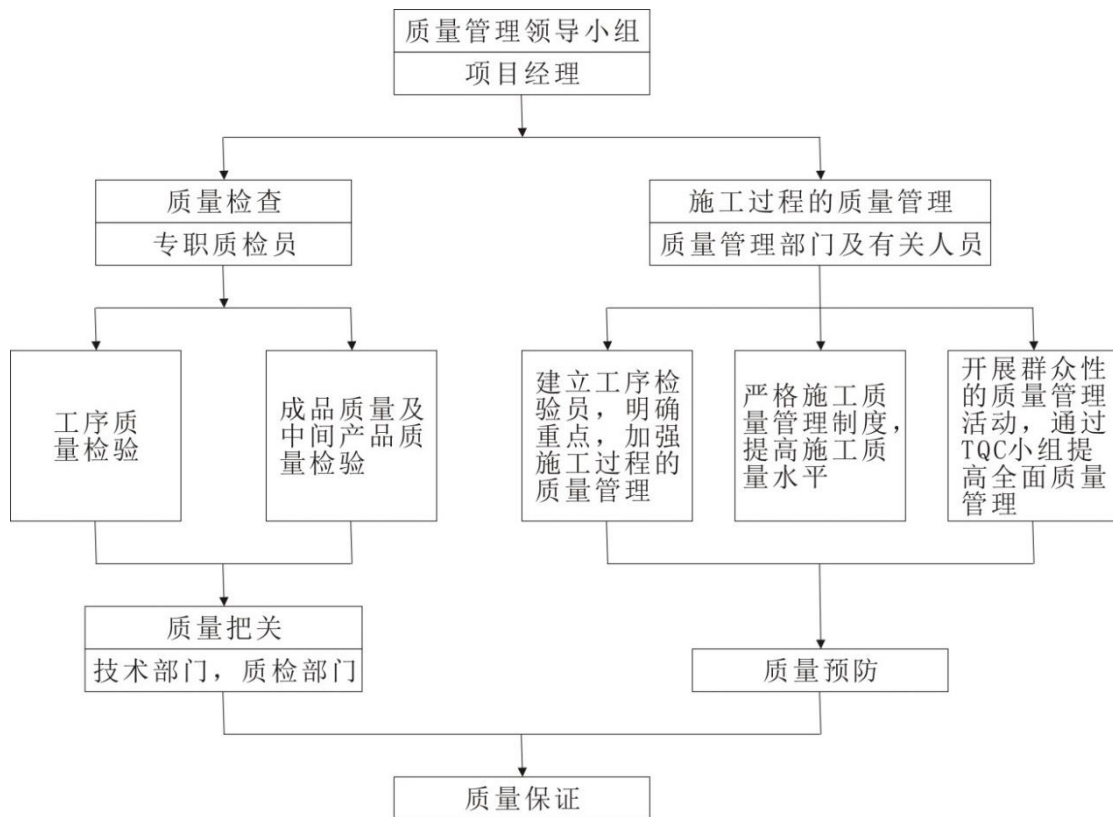 质量管理领导小组
项目经理
质量检查
专职质检员
施工过程的质量管理
质量管理部门及有关人员
工序质
量检验
成品质量及
中间产品质
量检验
建立工序检
验员，明确
重点，加强
施工过程的
质量管理
严格施工质
量管理制度，
提高施工质
量水平
开展群众性
的质量管理
活动，通过
TQC小组提
高全面质量
管理
质量把关
技术部门，质检部门
质量预防
质量保证